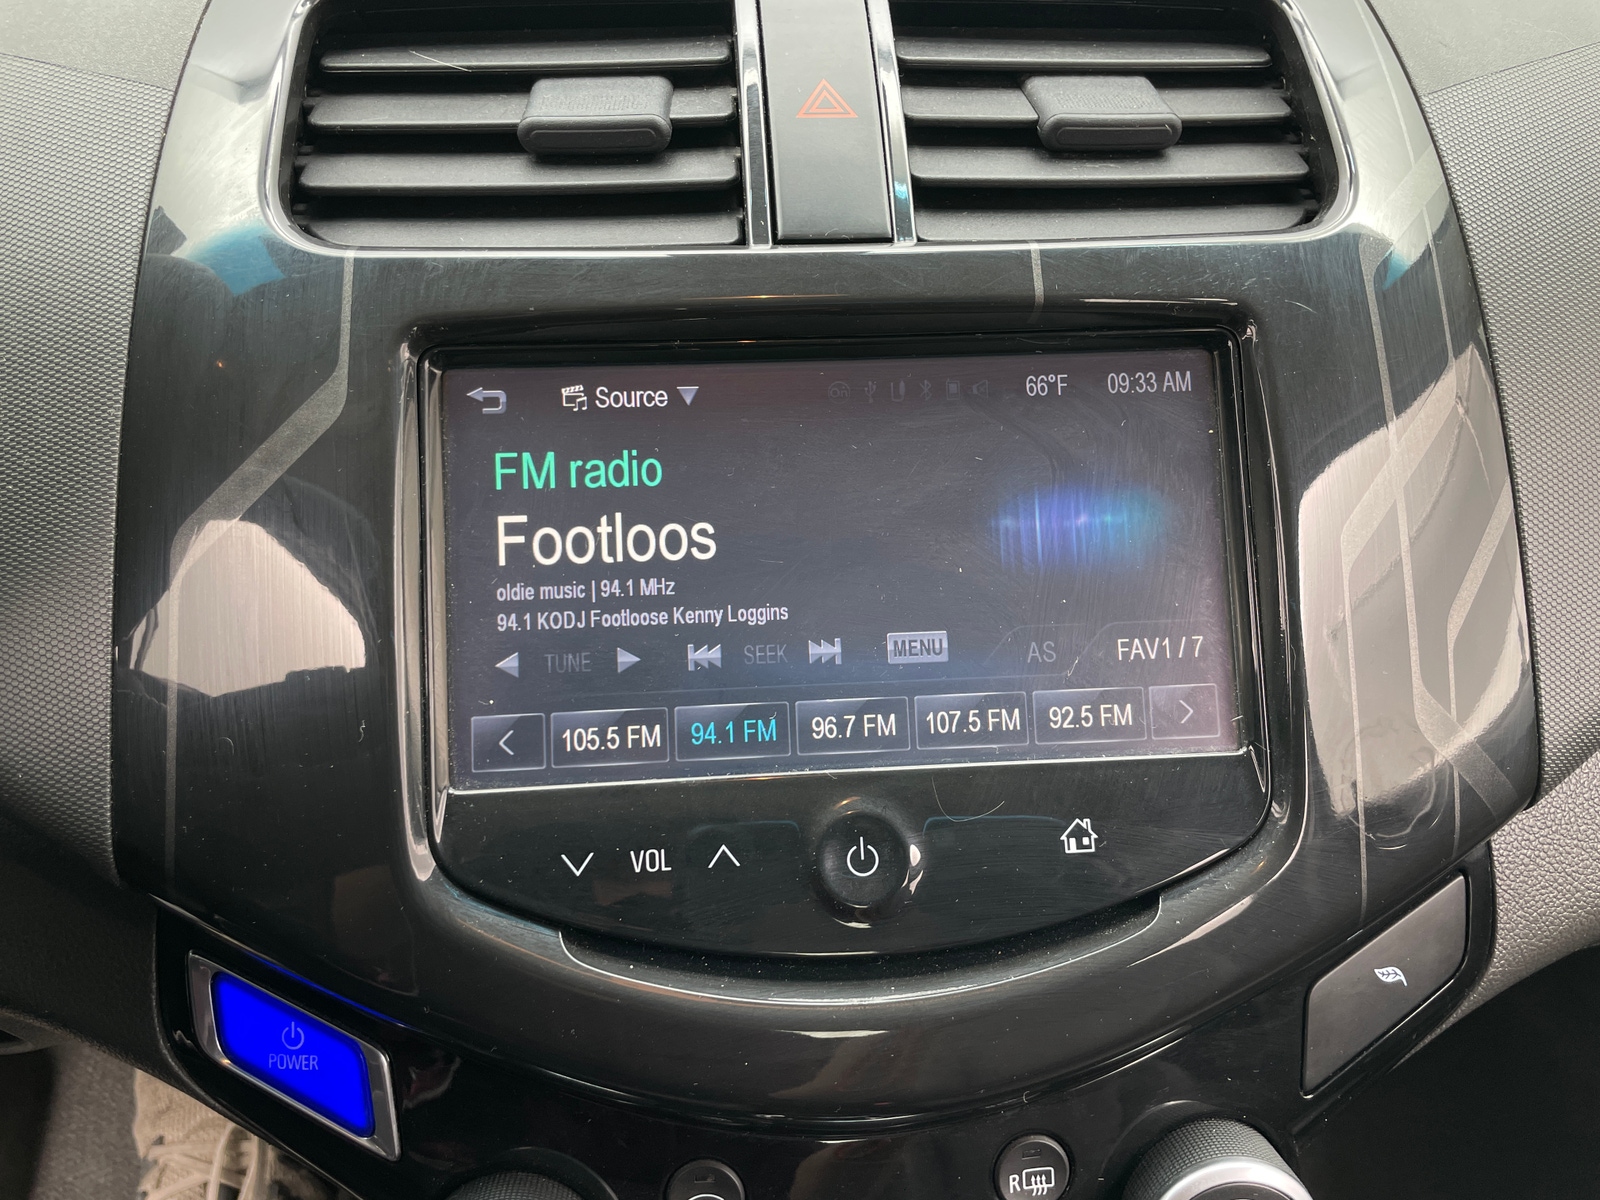 Source 66°F 09:33 AM
FM radio
Footloos
oldie music | 94.1 MHz
94.1 KODJ Footloose Kenny Loggins
TUNE SEEK MENU AS FAV1 / 7
105.5 FM 94.1 FM 96.7 FM 107.5 FM 92.5 FM
VOL
POWER
R